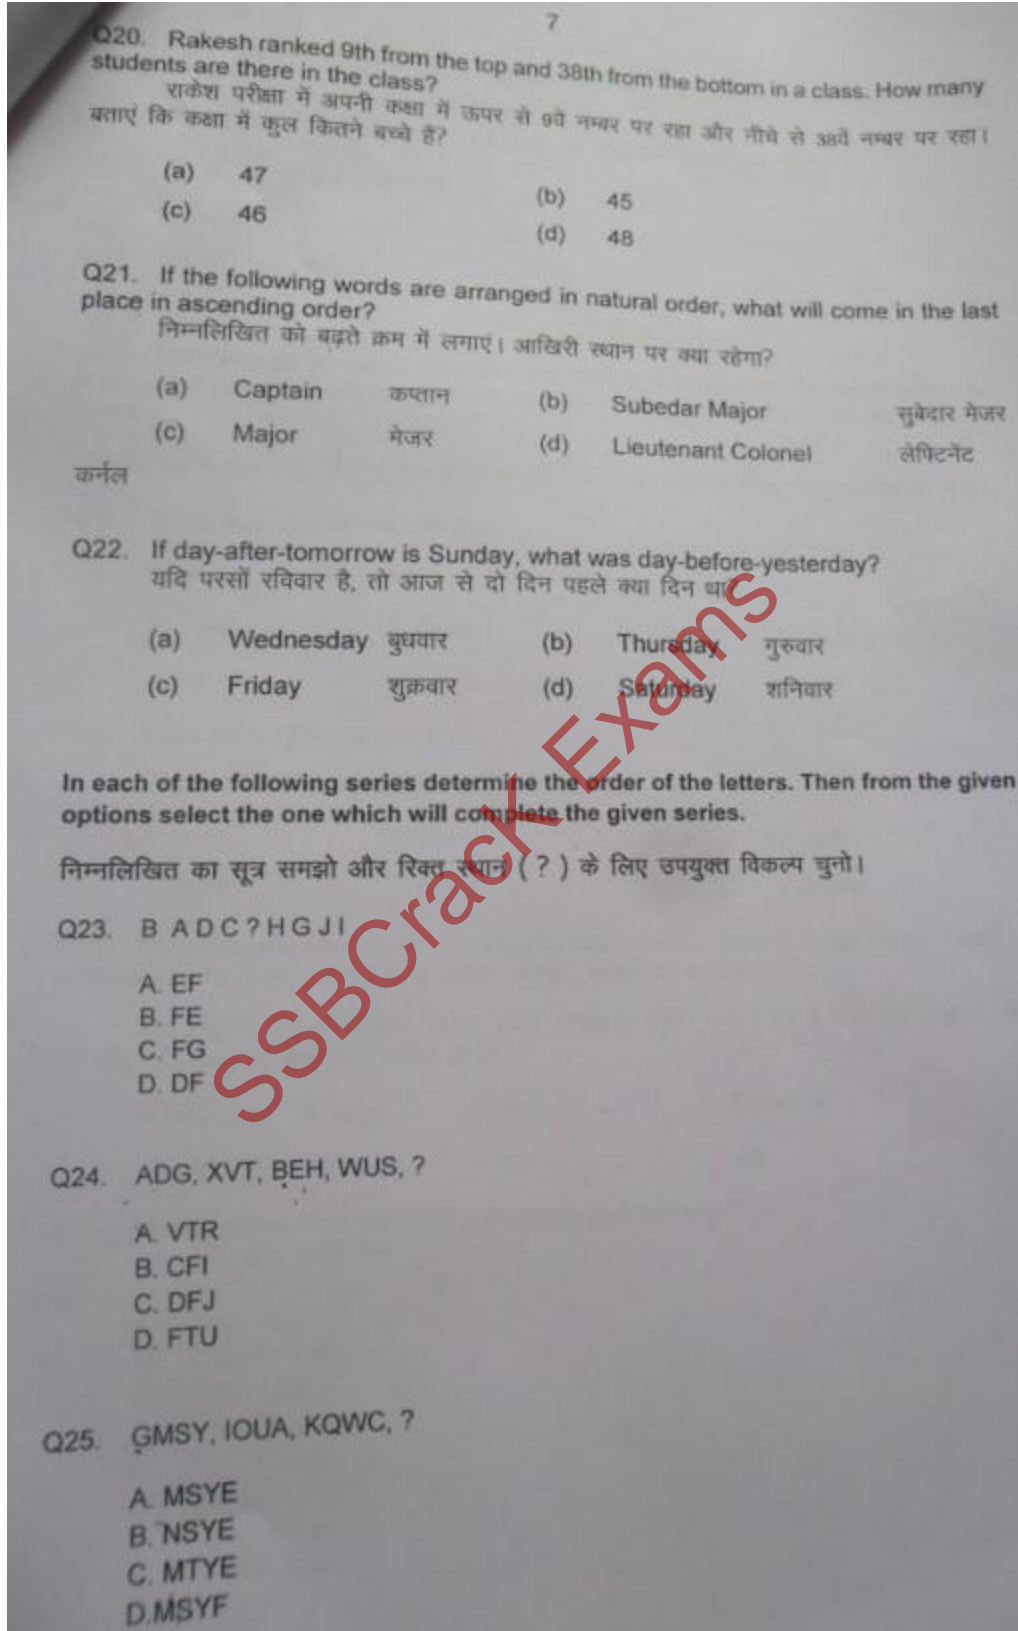 7
Q20. Rakesh ranked 9th from the top and 38th from the bottom in a class. How many
students are there in the class?
राकेश परीक्षा में अपनी कक्षा में ऊपर से 9वें नम्बर पर रहा और नीचे से 38वें नम्बर पर रहा।
बताएं कि कक्षा में कुल कितने बच्चे है?
(a) 47 (b) 45
(c) 46 (d) 48
Q21. If the following words are arranged in natural order, what will come in the last
place in ascending order?
निम्नलिखित को बढ़ते क्रम में लगाएं। आखिरी स्थान पर क्या रहेगा?
(a) Captain कप्तान (b) Subedar Major सुबेदार मेजर
(c) Major मेजर (d) Lieutenant Colonel लेफ्टिनेंट
कर्नल
Q22. If day-after-tomorrow is Sunday, what was day-before-yesterday?
यदि परसों रविवार है, तो आज से दो दिन पहले क्या दिन था?
(a) Wednesday बुधवार (b) Thursday गुरुवार
(c) Friday शुक्रवार (d) Saturday शनिवार
In each of the following series determine the order of the letters. Then from the given
options select the one which will complete the given series.
निम्नलिखित का सूत्र समझो और रिक्त स्थान ( ? ) के लिए उपयुक्त विकल्प चुनो।
Q23. B A D C ? H G J I
A. EF
B. FE
C. FG
D. DF
Q24. ADG, XVT, BEH, WUS, ?
A. VTR
B. CFI
C. DFJ
D. FTU
Q25. GMSY, IOUA, KQWC, ?
A. MSYE
B. NSYE
C. MTYE
D.MSYF
SSBCrack Exams